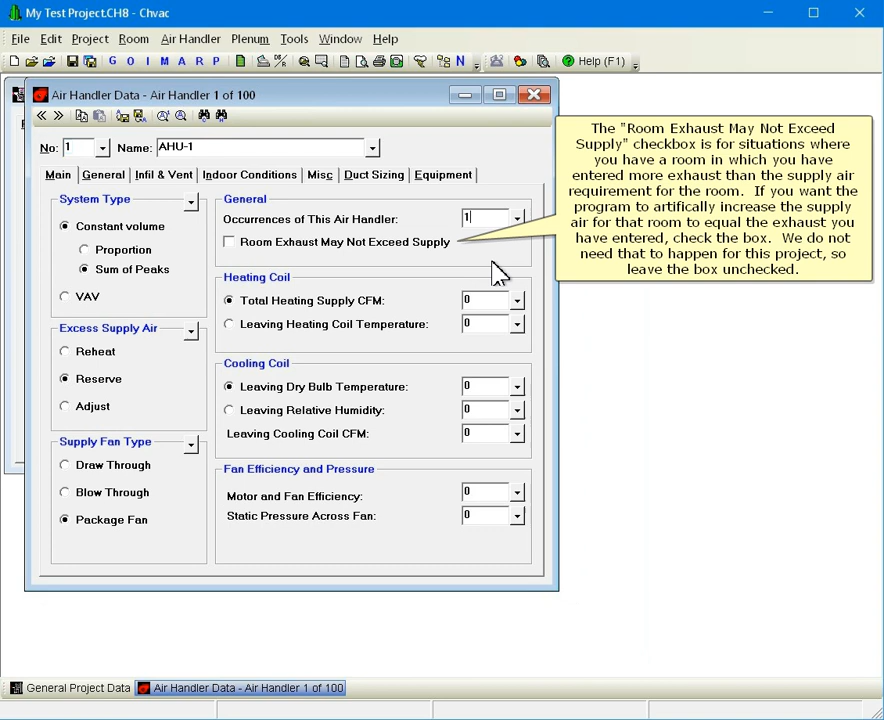 My Test Project.CH8 - Chvac
File Edit Project Room Air Handler Plenum Tools Window Help
G O I M A R P N Help (F1)
Air Handler Data - Air Handler 1 of 100
No: 1 Name: AHU-1
Main General Infil & Vent Indoor Conditions Misc Duct Sizing Equipment
System Type
Constant volume
Proportion
Sum of Peaks
VAV
Excess Supply Air
Reheat
Reserve
Adjust
Supply Fan Type
Draw Through
Blow Through
Package Fan
General
Occurrences of This Air Handler: 1
Room Exhaust May Not Exceed Supply
Heating Coil
Total Heating Supply CFM: 0
Leaving Heating Coil Temperature: 0
Cooling Coil
Leaving Dry Bulb Temperature: 0
Leaving Relative Humidity: 0
Leaving Cooling Coil CFM: 0
Fan Efficiency and Pressure
Motor and Fan Efficiency: 0
Static Pressure Across Fan: 0
The "Room Exhaust May Not Exceed
Supply" checkbox is for situations where
you have a room in which you have
entered more exhaust than the supply air
requirement for the room. If you want the
program to artifically increase the supply
air for that room to equal the exhaust you
have entered, check the box. We do not
need that to happen for this project, so
leave the box unchecked.
General Project Data Air Handler Data - Air Handler 1 of 100